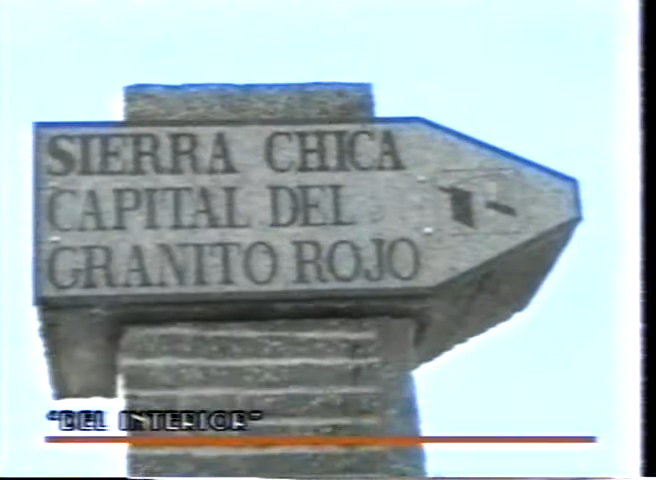 SIERRA CHICA
CAPITAL DEL
GRANITO ROJO
"DEL INTERIOR"